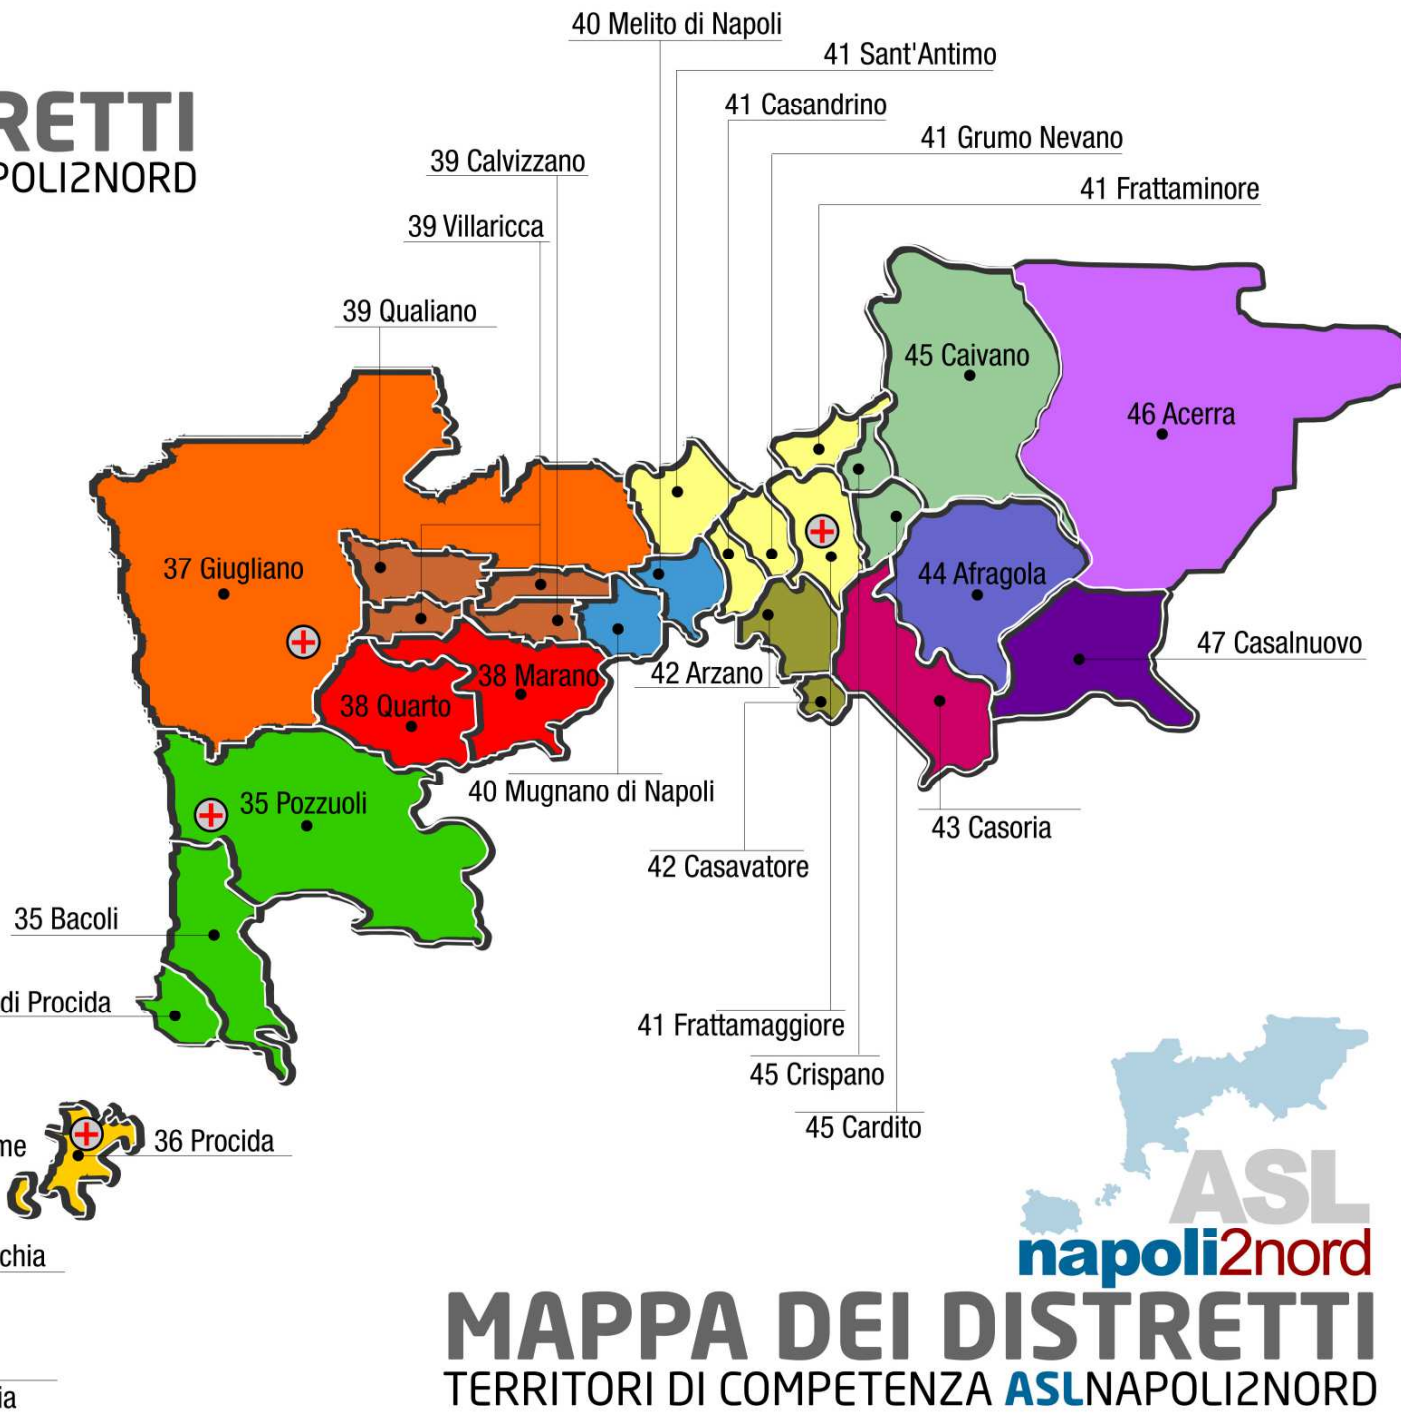 40 Melito di Napoli
41 Sant'Antimo
RETTI
41 Casandrino
41 Grumo Nevano
POLI2NORD
39 Calvizzano
41 Frattaminore
39 Villaricca
39 Qualiano
45 Caivano
46 Acerra
37 Giugliano
44 Afragola
47 Casalnuovo
42 Arzano
38 Marano
38 Quarto
40 Mugnano di Napoli
35 Pozzuoli
43 Casoria
42 Casavatore
35 Bacoli
di Procida
41 Frattamaggiore
45 Crispano
45 Cardito
me
36 Procida
chia
ia
ASL
napoli2nord
MAPPA DEI DISTRETTI
TERRITORI DI COMPETENZA ASLNAPOLI2NORD